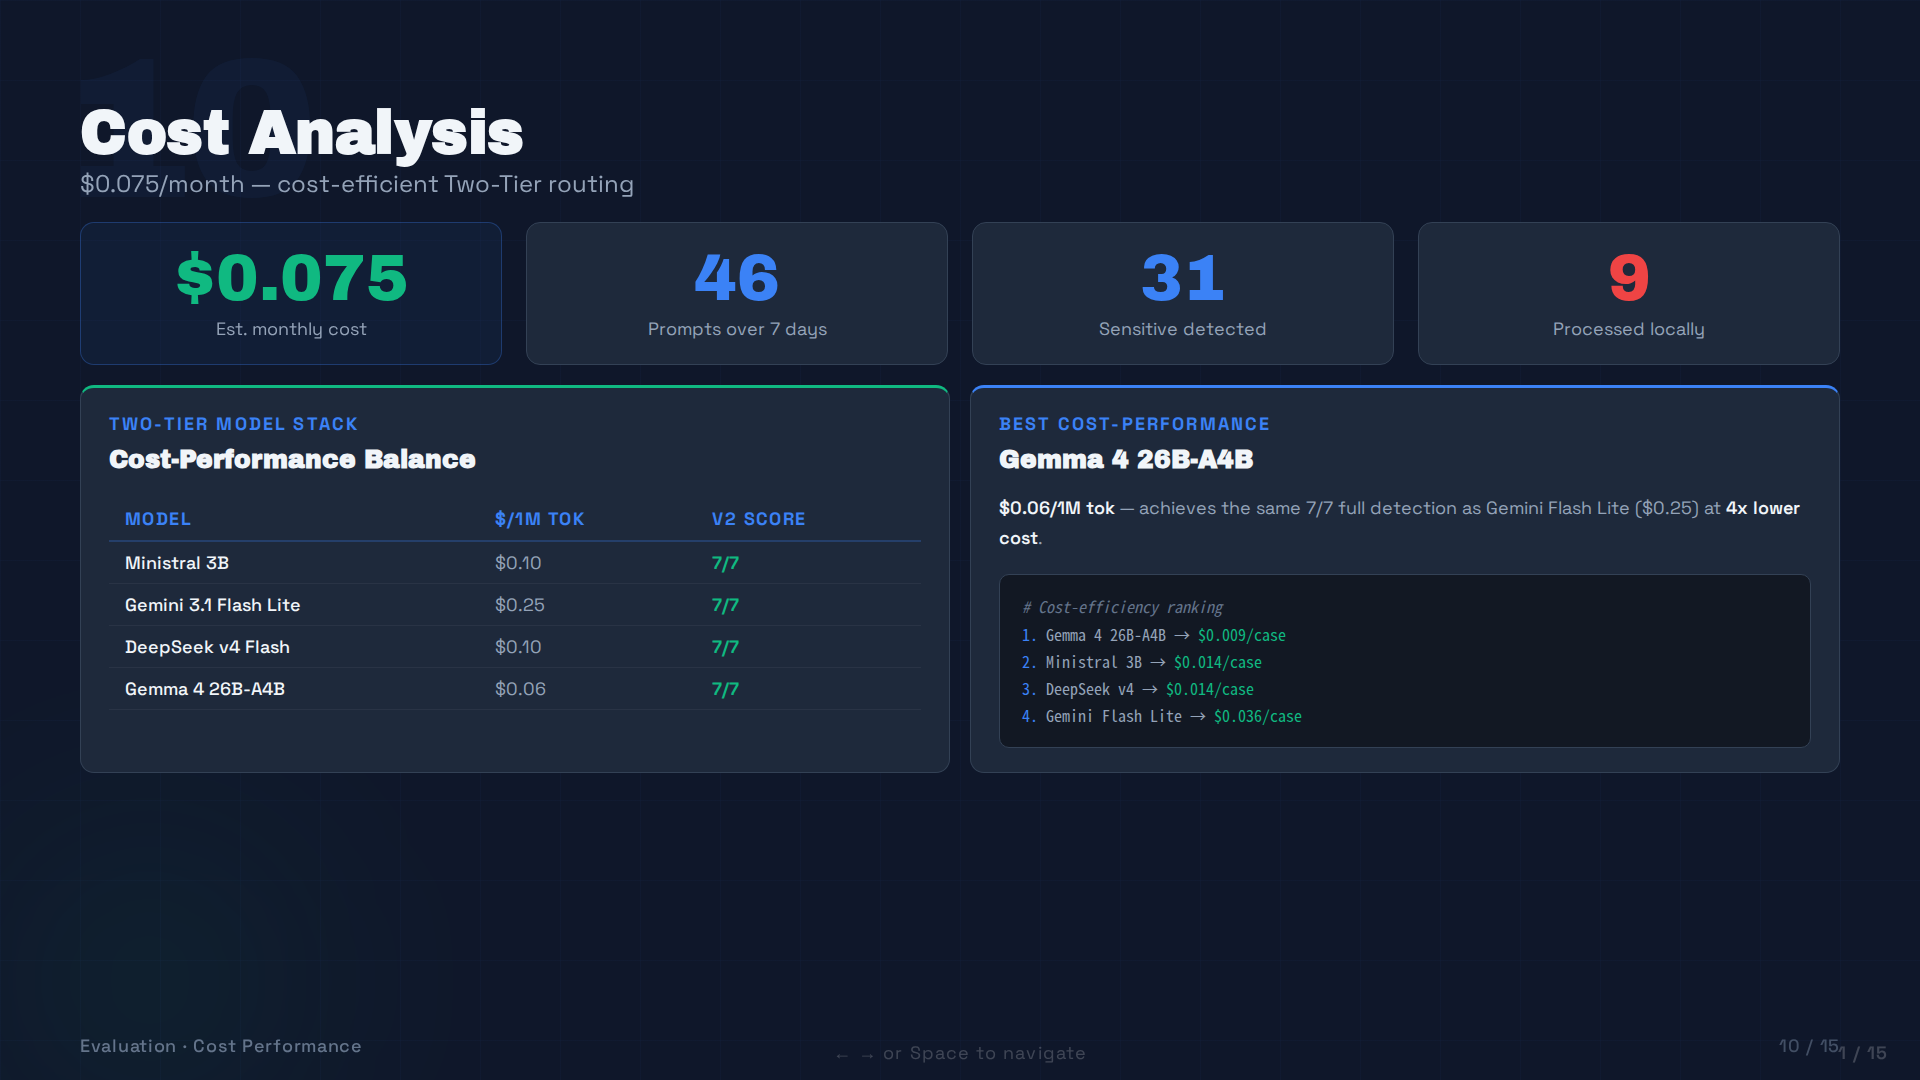 10
Cost Analysis
$0.075/month — cost-efficient Two-Tier routing
$0.075
Est. monthly cost
46
Prompts over 7 days
31
Sensitive detected
9
Processed locally
TWO-TIER MODEL STACK
Cost-Performance Balance
MODEL $/1M TOK V2 SCORE
Ministral 3B $0.10 7/7
Gemini 3.1 Flash Lite $0.25 7/7
DeepSeek v4 Flash $0.10 7/7
Gemma 4 26B-A4B $0.06 7/7
BEST COST-PERFORMANCE
Gemma 4 26B-A4B
$0.06/1M tok — achieves the same 7/7 full detection as Gemini Flash Lite ($0.25) at 4x lower
cost.
# Cost-efficiency ranking
1. Gemma 4 26B-A4B → $0.009/case
2. Ministral 3B → $0.014/case
3. DeepSeek v4 → $0.014/case
4. Gemini Flash Lite → $0.036/case
Evaluation · Cost Performance
← → or Space to navigate
10 / 15
1 / 15